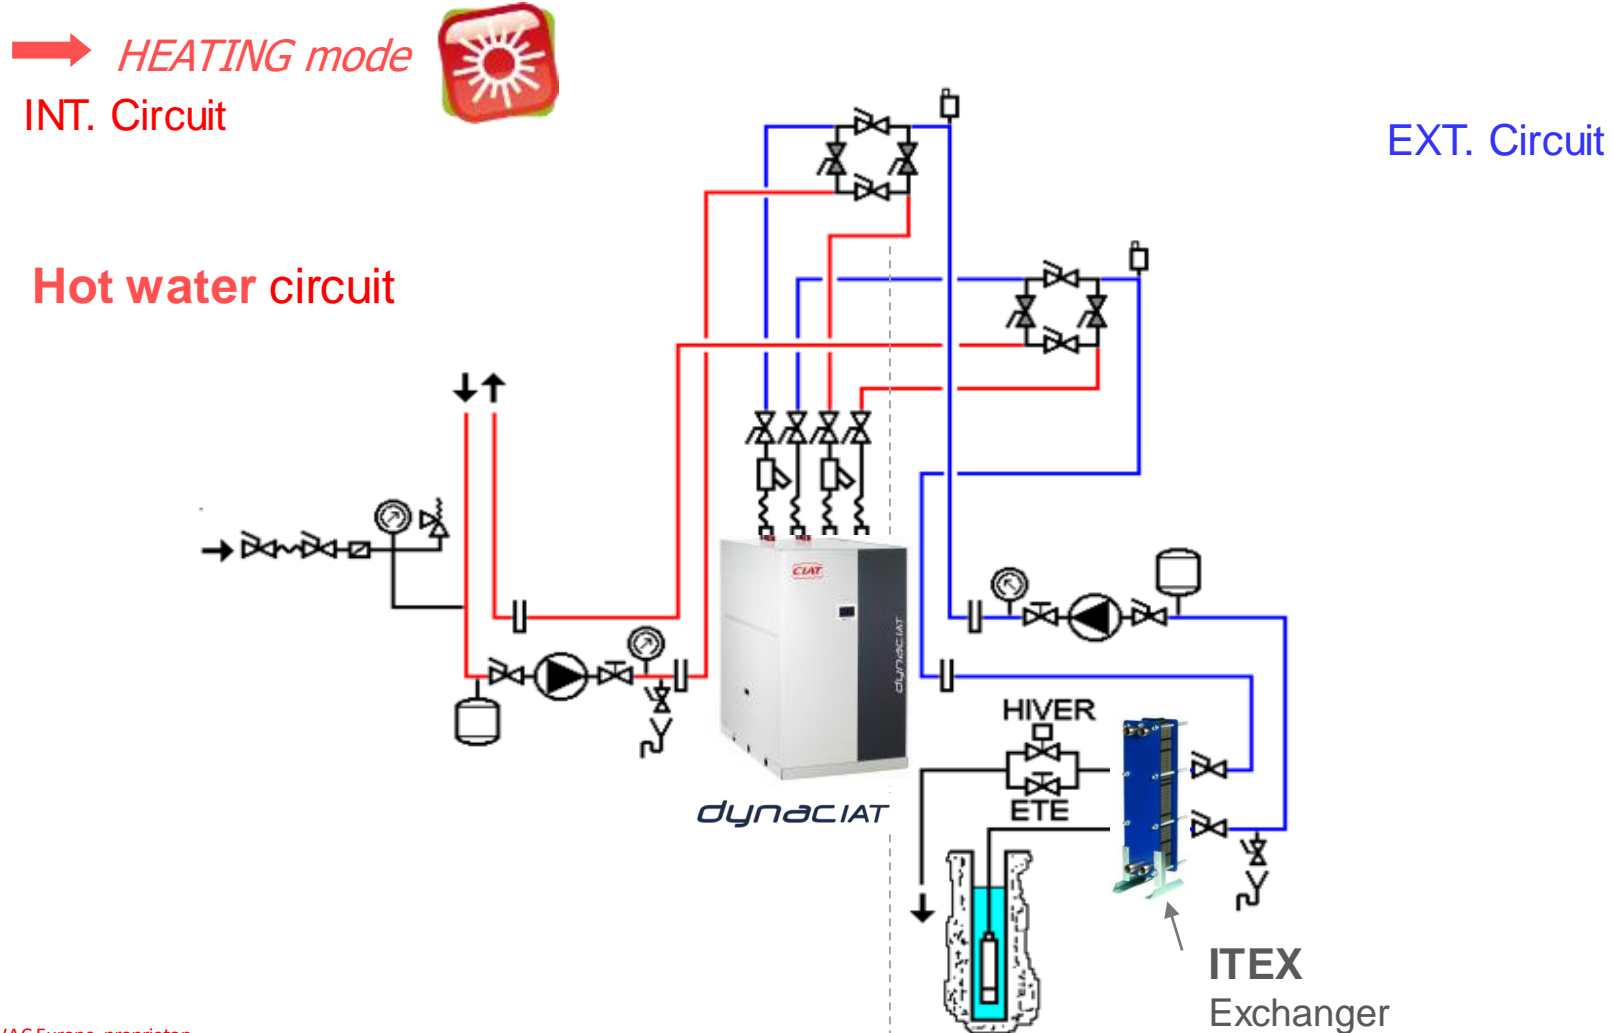 HEATING mode
INT. Circuit
EXT. Circuit
Hot water circuit
CIAT
dynaciat
HIVER
ETE
dynaciat
ITEX
Exchanger